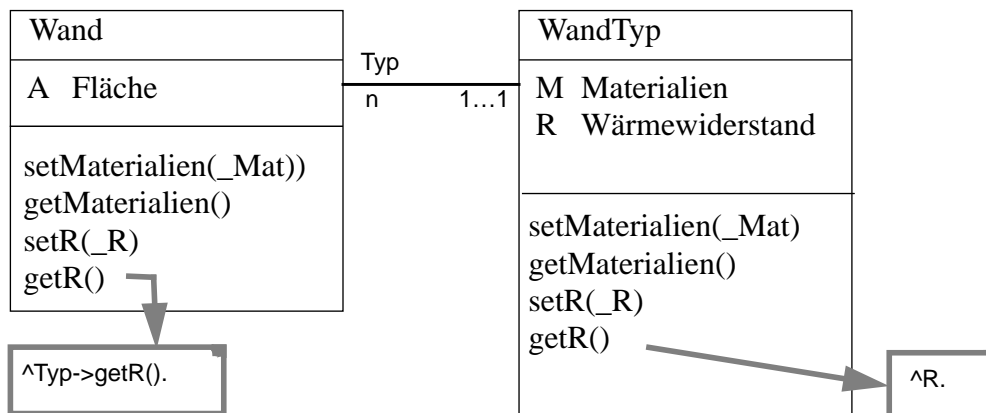 Wand
A Fläche
setMaterialien(_Mat))
getMaterialien()
setR(_R)
getR()
^Typ->getR().
Typ
n 1...1
WandTyp
M Materialien
R Wärmewiderstand
setMaterialien(_Mat)
getMaterialien()
setR(_R)
getR()
^R.